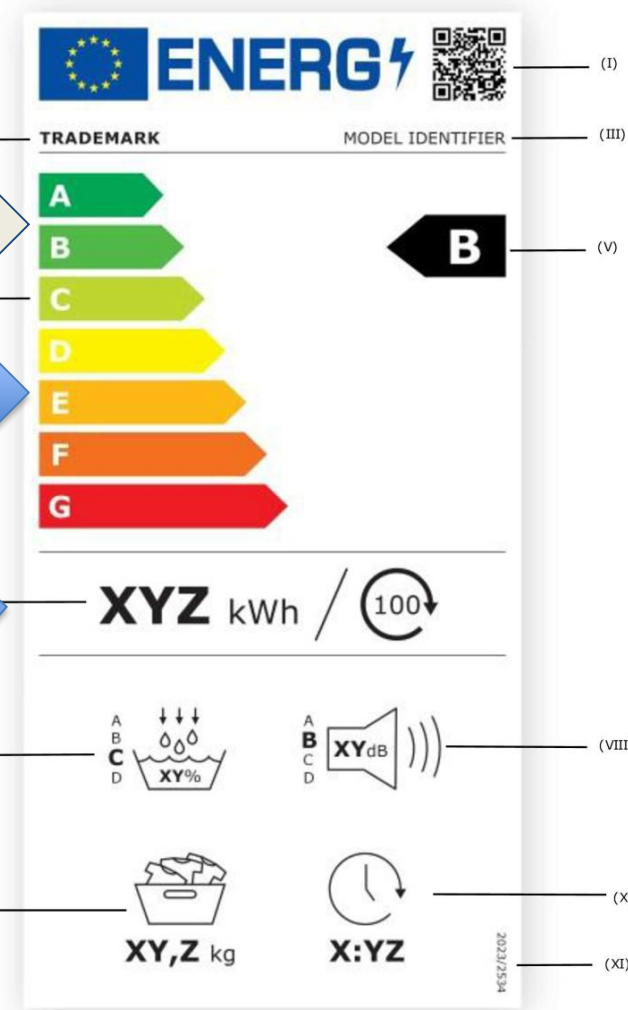 ENERG
(I)
TRADEMARK
MODEL IDENTIFIER
(III)
A
B
B
(V)
C
D
E
F
G
XYZ kWh / 100
A
B
C
D
XY%
A
B
C
D
XYdB
(VIII
XY,Z kg
X:YZ
(X
2023/2534
(XI)